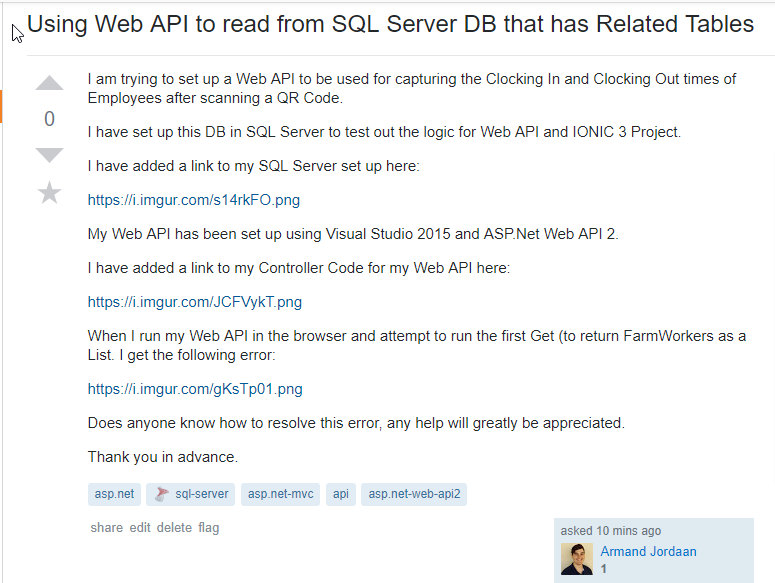 Using Web API to read from SQL Server DB that has Related Tables
I am trying to set up a Web API to be used for capturing the Clocking In and Clocking Out times of
Employees after scanning a QR Code.
0
I have set up this DB in SQL Server to test out the logic for Web API and IONIC 3 Project.
I have added a link to my SQL Server set up here:
https://i.imgur.com/s14rkFO.png
My Web API has been set up using Visual Studio 2015 and ASP.Net Web API 2.
I have added a link to my Controller Code for my Web API here:
https://i.imgur.com/JCFVykT.png
When I run my Web API in the browser and attempt to run the first Get (to return FarmWorkers as a
List. I get the following error:
https://i.imgur.com/gKsTp01.png
Does anyone know how to resolve this error, any help will greatly be appreciated.
Thank you in advance.
asp.net sql-server asp.net-mvc api asp.net-web-api2
share edit delete flag
asked 10 mins ago
Armand Jordaan
1